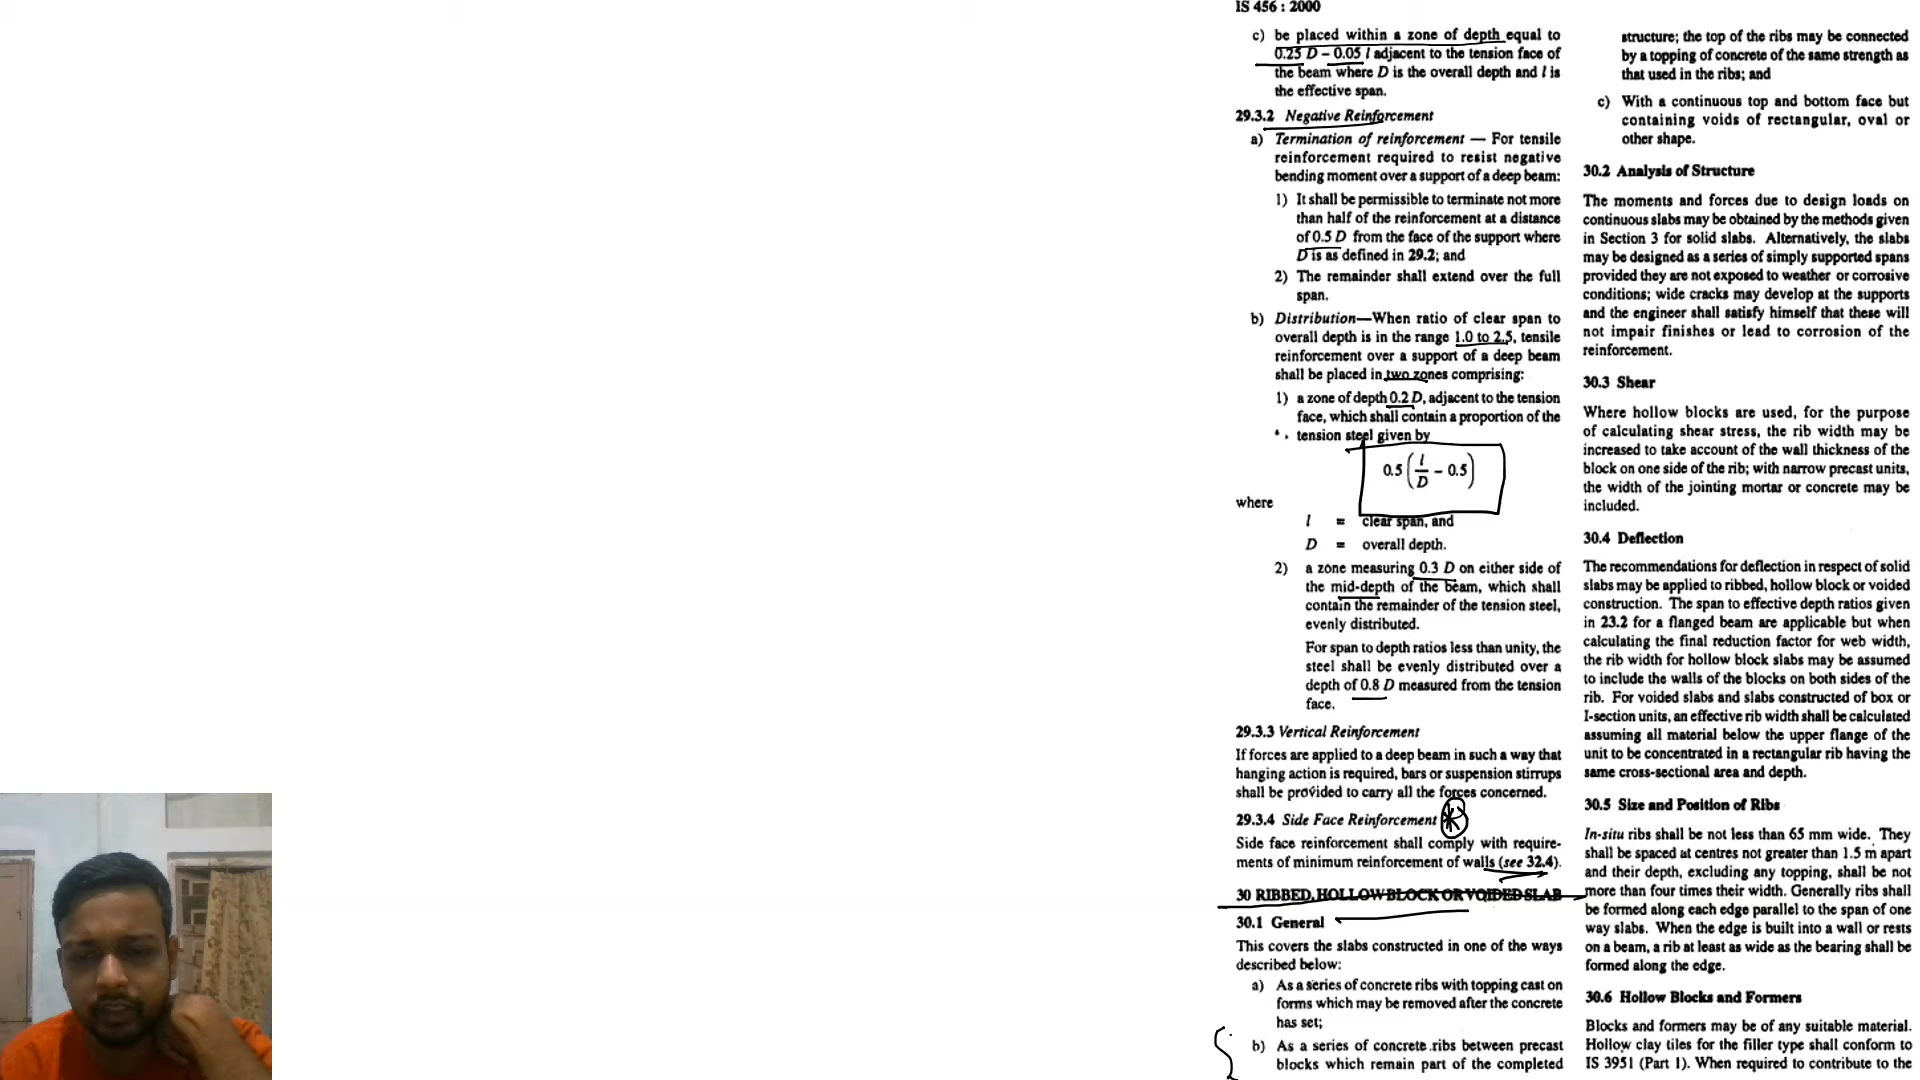 IS 456 : 2000
c) be placed within a zone of depth equal to
0.25 D – 0.05 l adjacent to the tension face of
the beam where D is the overall depth and l is
the effective span.
29.3.2 Negative Reinforcement
a) Termination of reinforcement — For tensile
reinforcement required to resist negative
bending moment over a support of a deep beam:
1) It shall be permissible to terminate not more
than half of the reinforcement at a distance
of 0.5 D from the face of the support where
D is as defined in 29.2; and
2) The remainder shall extend over the full
span.
b) Distribution—When ratio of clear span to
overall depth is in the range 1.0 to 2.5, tensile
reinforcement over a support of a deep beam
shall be placed in two zones comprising:
1) a zone of depth 0.2 D, adjacent to the tension
face, which shall contain a proportion of the
tension steel given by
0.5 (l/D – 0.5)
where
l = clear span, and
D = overall depth.
2) a zone measuring 0.3 D on either side of
the mid-depth of the beam, which shall
contain the remainder of the tension steel,
evenly distributed.
For span to depth ratios less than unity, the
steel shall be evenly distributed over a
depth of 0.8 D measured from the tension
face.
29.3.3 Vertical Reinforcement
If forces are applied to a deep beam in such a way that
hanging action is required, bars or suspension stirrups
shall be provided to carry all the forces concerned.
29.3.4 Side Face Reinforcement
Side face reinforcement shall comply with require-
ments of minimum reinforcement of walls (see 32.4).
30 RIBBED, HOLLOW BLOCK OR VOIDED SLAB
30.1 General
This covers the slabs constructed in one of the ways
described below:
a) As a series of concrete ribs with topping cast on
forms which may be removed after the concrete
has set;
b) As a series of concrete ribs between precast
blocks which remain part of the completed
structure; the top of the ribs may be connected
by a topping of concrete of the same strength as
that used in the ribs; and
c) With a continuous top and bottom face but
containing voids of rectangular, oval or
other shape.
30.2 Analysis of Structure
The moments and forces due to design loads on
continuous slabs may be obtained by the methods given
in Section 3 for solid slabs. Alternatively, the slabs
may be designed as a series of simply supported spans
provided they are not exposed to weather or corrosive
conditions; wide cracks may develop at the supports
and the engineer shall satisfy himself that these will
not impair finishes or lead to corrosion of the
reinforcement.
30.3 Shear
Where hollow blocks are used, for the purpose
of calculating shear stress, the rib width may be
increased to take account of the wall thickness of the
block on one side of the rib; with narrow precast units,
the width of the jointing mortar or concrete may be
included.
30.4 Deflection
The recommendations for deflection in respect of solid
slabs may be applied to ribbed, hollow block or voided
construction. The span to effective depth ratios given
in 23.2 for a flanged beam are applicable but when
calculating the final reduction factor for web width,
the rib width for hollow block slabs may be assumed
to include the walls of the blocks on both sides of the
rib. For voided slabs and slabs constructed of box or
I-section units, an effective rib width shall be calculated
assuming all material below the upper flange of the
unit to be concentrated in a rectangular rib having the
same cross-sectional area and depth.
30.5 Size and Position of Ribs
In-situ ribs shall be not less than 65 mm wide. They
shall be spaced at centres not greater than 1.5 m apart
and their depth, excluding any topping, shall be not
more than four times their width. Generally ribs shall
be formed along each edge parallel to the span of one
way slabs. When the edge is built into a wall or rests
on a beam, a rib at least as wide as the bearing shall be
formed along the edge.
30.6 Hollow Blocks and Formers
Blocks and formers may be of any suitable material.
Hollow clay tiles for the filler type shall conform to
IS 3951 (Part 1). When required to contribute to the